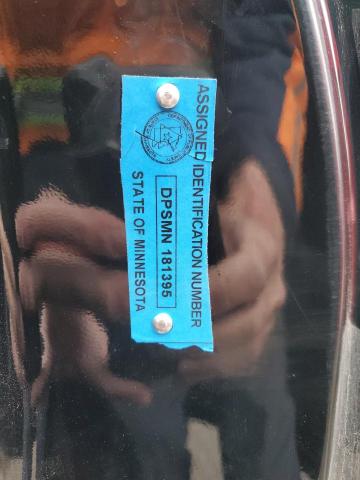 ASSIGNED IDENTIFICATION NUMBER
DPSMN 181395
STATE OF MINNESOTA